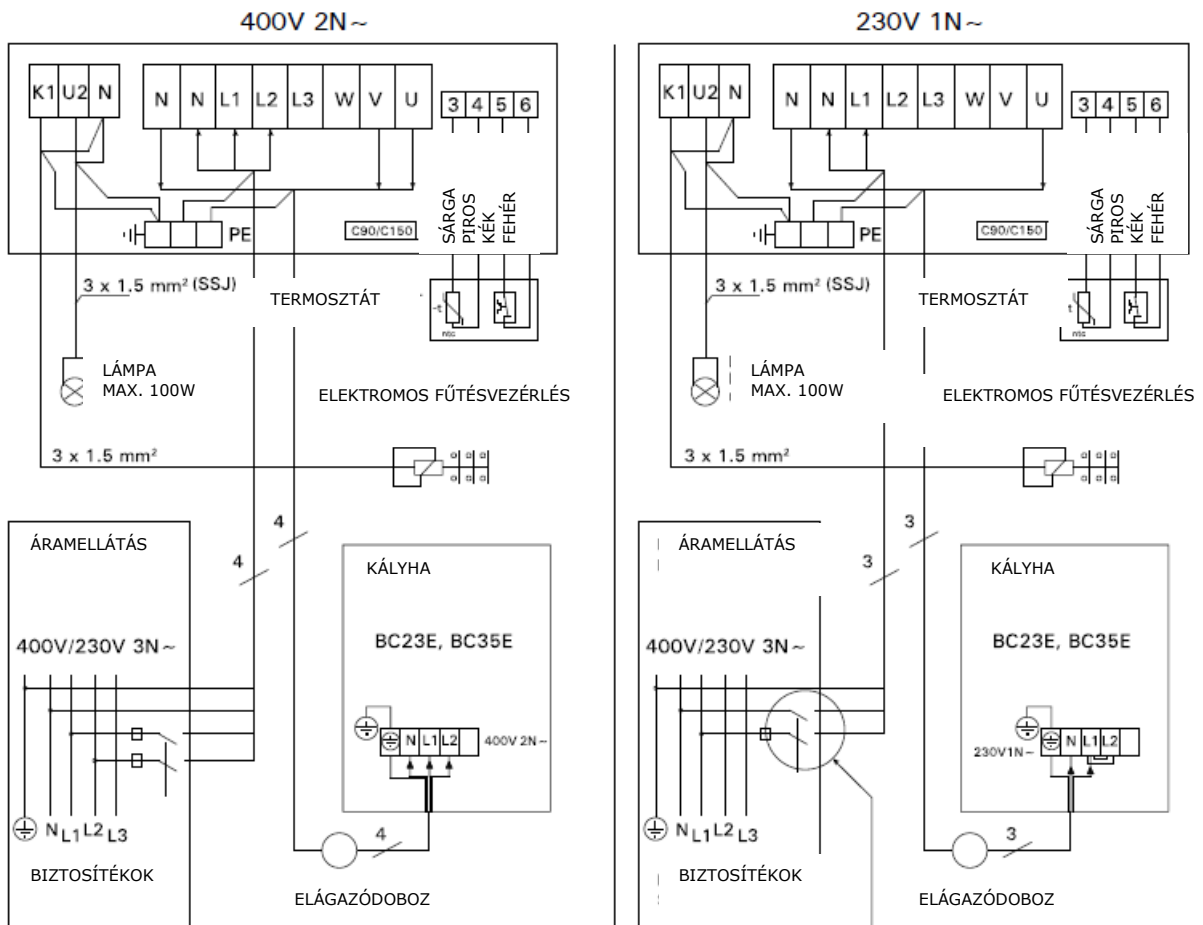 400V 2N~
K1 U2 N
N N L1 L2 L3 W V U
3 4 5 6
SÁRGA
PIROS
KÉK
FEHÉR
PE
C90/C150
3 x 1.5 mm² (SSJ)
TERMOSZTÁT
-t
ntc
LÁMPA
MAX. 100W
ELEKTROMOS FŰTÉSVEZÉRLÉS
3 x 1.5 mm²
4
4
ÁRAMELLÁTÁS
KÁLYHA
400V/230V 3N~
BC23E, BC35E
N L1 L2
400V 2N~
N L1 L2 L3
4
BIZTOSÍTÉKOK
ELÁGAZÓDOBOZ
230V 1N~
K1 U2 N
N N L1 L2 L3 W V U
3 4 5 6
SÁRGA
PIROS
KÉK
FEHÉR
PE
C90/C150
3 x 1.5 mm² (SSJ)
TERMOSZTÁT
-t
ntc
LÁMPA
MAX. 100W
ELEKTROMOS FŰTÉSVEZÉRLÉS
3 x 1.5 mm²
3
3
ÁRAMELLÁTÁS
KÁLYHA
400V/230V 3N~
BC23E, BC35E
N L1 L2
230V1N~
N L1 L2 L3
3
BIZTOSÍTÉKOK
ELÁGAZÓDOBOZ